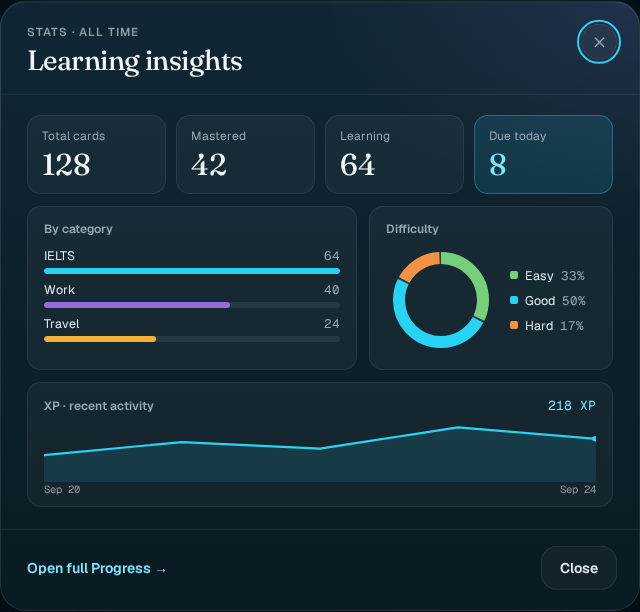 STATS · ALL TIME
Learning insights
Total cards
128
Mastered
42
Learning
64
Due today
8
By category
IELTS 64
Work 40
Travel 24
Difficulty
Easy 33%
Good 50%
Hard 17%
XP · recent activity 218 XP
Sep 20 Sep 24
Open full Progress →
Close